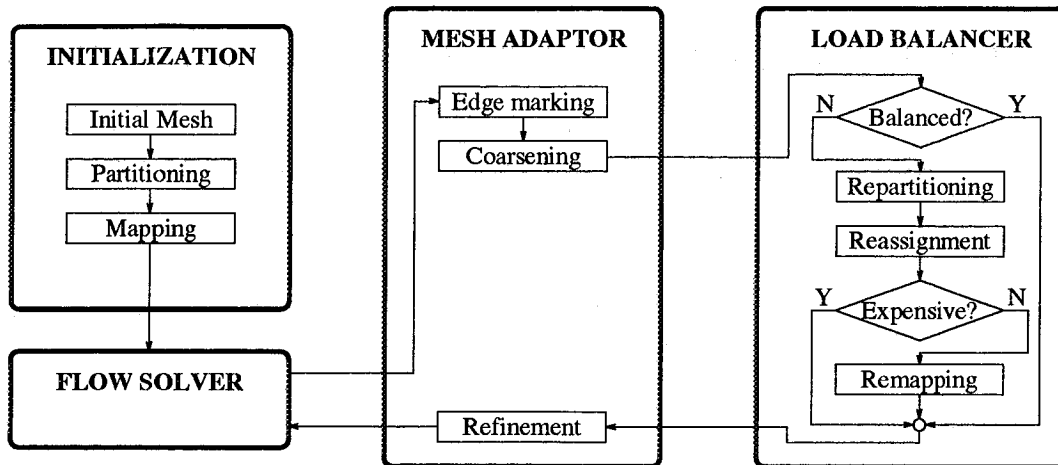 INITIALIZATION
Initial Mesh
Partitioning
Mapping
FLOW SOLVER
MESH ADAPTOR
Edge marking
Coarsening
Refinement
LOAD BALANCER
N
Balanced?
Y
Repartitioning
Reassignment
Y
Expensive?
N
Remapping